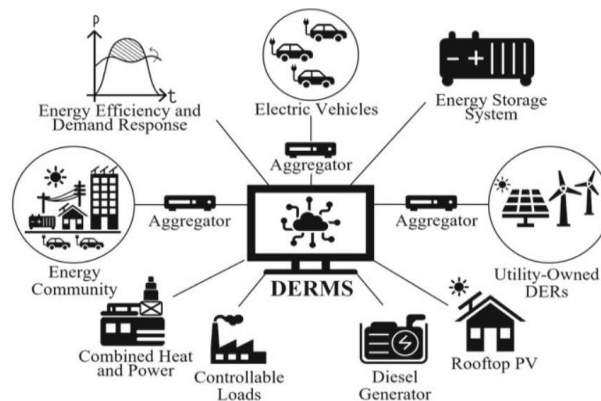 P
t
Energy Efficiency and
Demand Response
Electric Vehicles
Energy Storage
System
Aggregator
Aggregator
Aggregator
Energy
Community
Utility-Owned
DERs
DERMS
Combined Heat
and Power
Controllable
Loads
Diesel
Generator
Rooftop PV